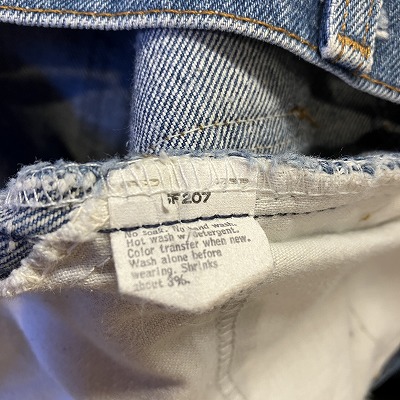 F207
No soak. No hand wash.
Hot wash w/detergent.
Color transfer when new.
Wash alone before
wearing. Shrinks
about 3%.